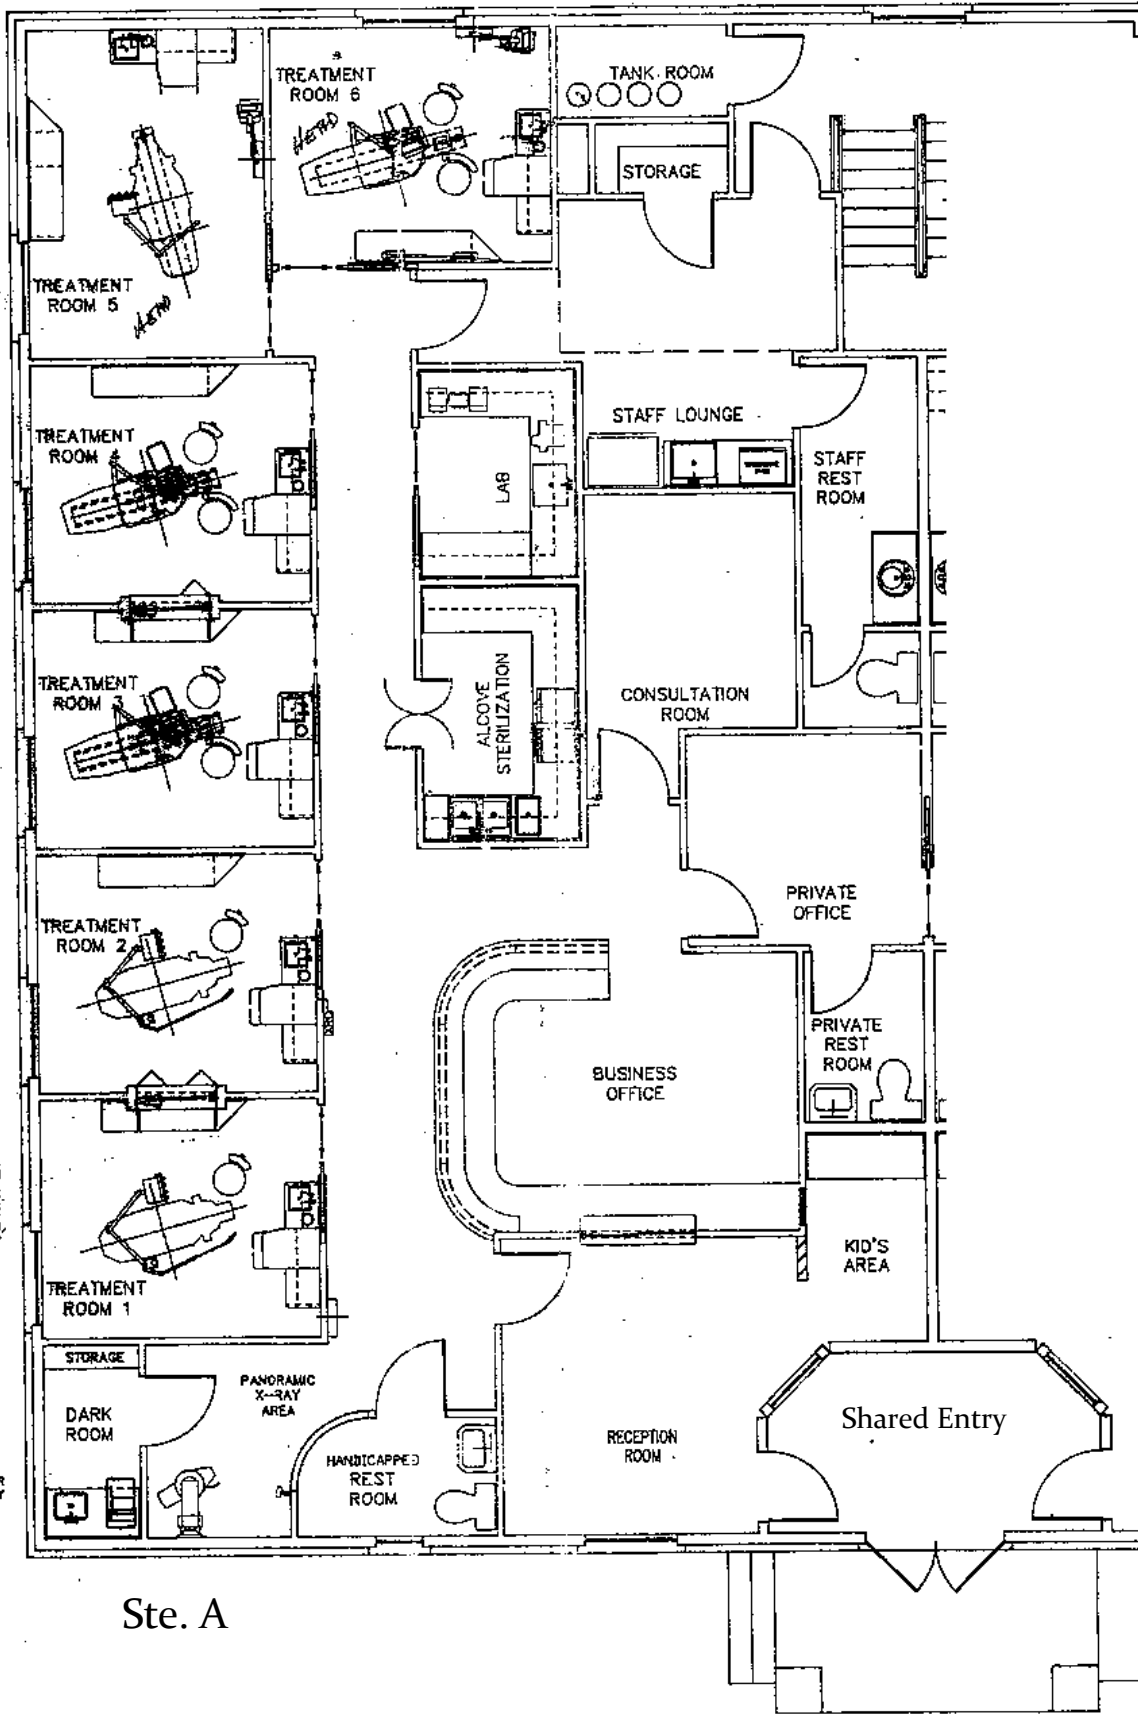 TREATMENT
ROOM 6
HEAD
TANK ROOM
STORAGE
TREATMENT
ROOM 5
HEAD
TREATMENT
ROOM
STAFF LOUNGE
STAFF
REST
ROOM
LAB
TREATMENT
ROOM 3
ALCOVE
STERILIZATION
CONSULTATION
ROOM
TREATMENT
ROOM 2
PRIVATE
OFFICE
PRIVATE
REST
ROOM
BUSINESS
OFFICE
KID'S
AREA
TREATMENT
ROOM 1
STORAGE
PANORAMIC
X-RAY
AREA
DARK
ROOM
HANDICAPPED
REST
ROOM
RECEPTION
ROOM
Shared Entry
Ste. A